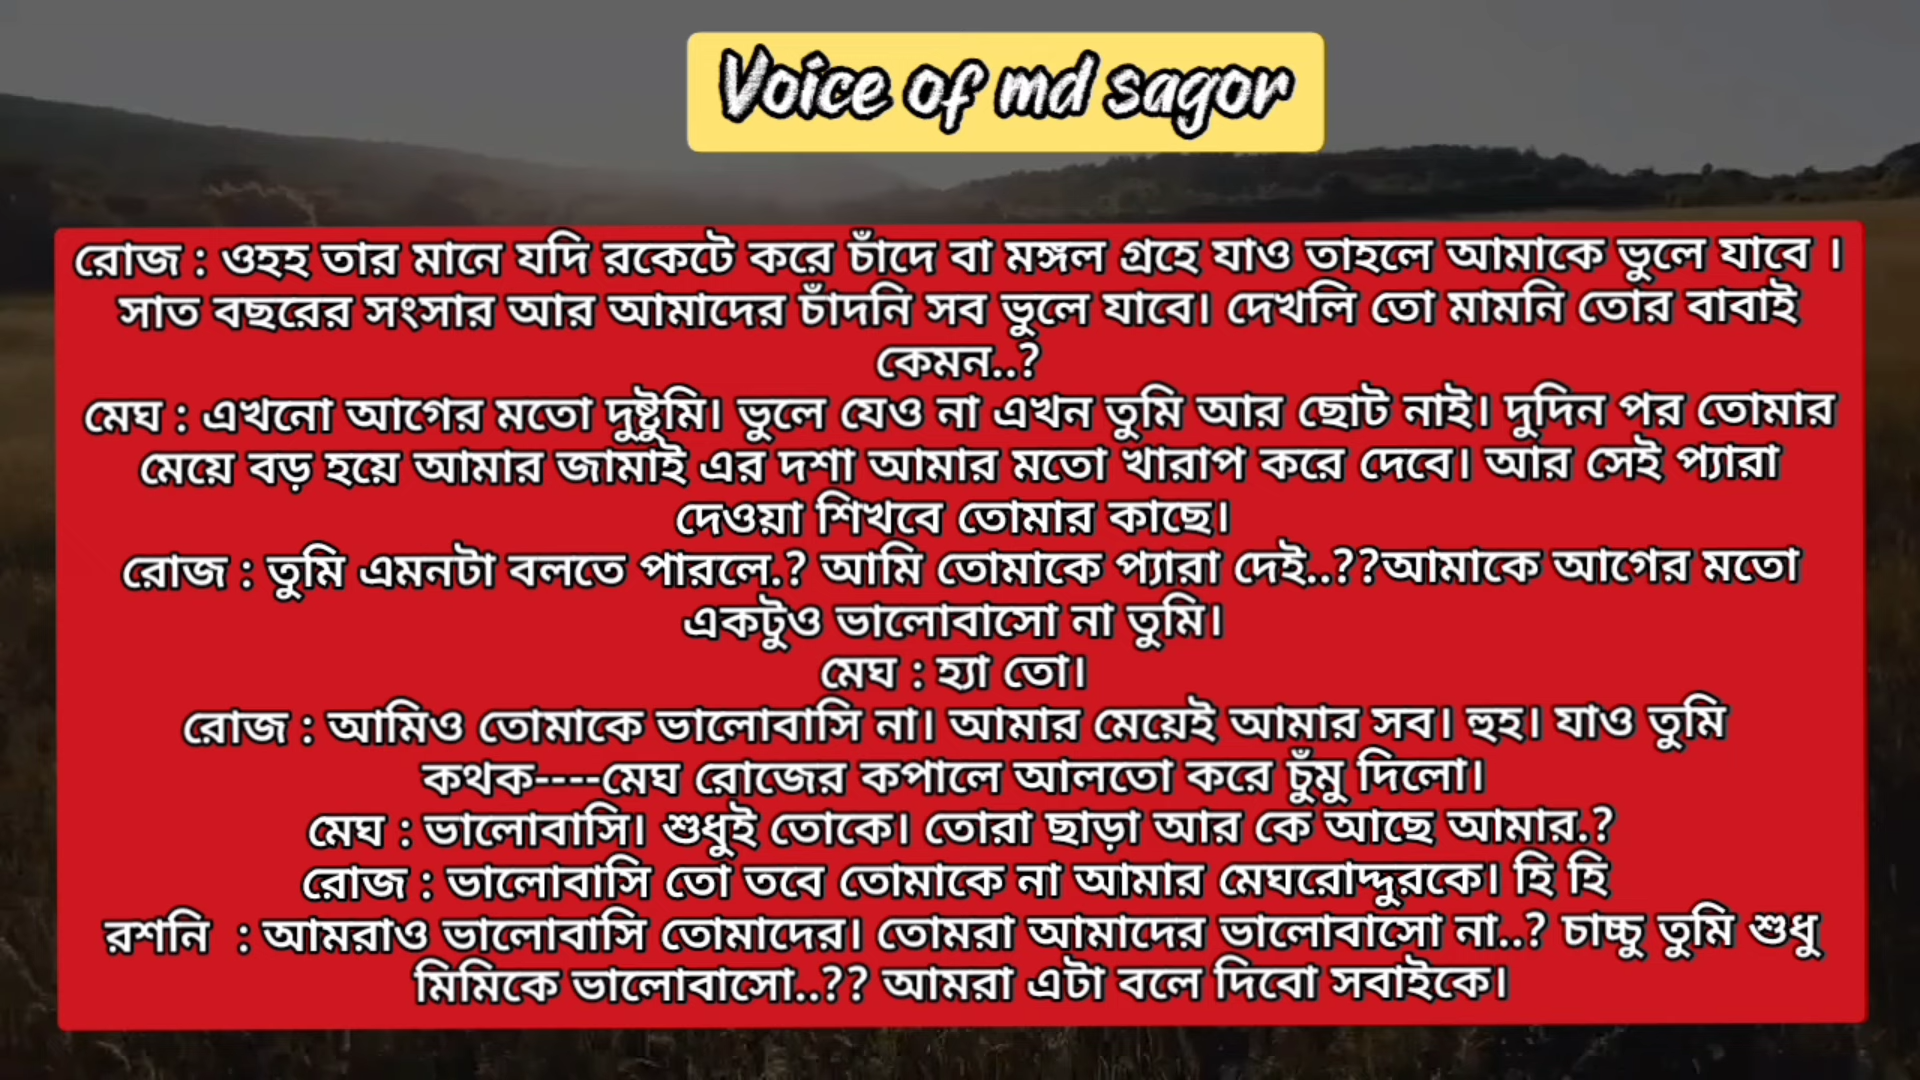 Voice of md sagor
রোজ : ওহহ তার মানে যদি রকেটে করে চাঁদে বা মঙ্গল গ্রহে যাও তাহলে আমাকে ভুলে যাবে ।
সাত বছরের সংসার আর আমাদের চাঁদনি সব ভুলে যাবে। দেখলি তো মামনি তোর বাবাই
কেমন..?
মেঘ : এখনো আগের মতো দুষ্টুমি। ভুলে যেও না এখন তুমি আর ছোট নাই। দুদিন পর তোমার
মেয়ে বড় হয়ে আমার জামাই এর দশা আমার মতো খারাপ করে দেবে। আর সেই প্যারা
দেওয়া শিখবে তোমার কাছে।
রোজ : তুমি এমনটা বলতে পারলে.? আমি তোমাকে প্যারা দেই..??আমাকে আগের মতো
একটুও ভালোবাসো না তুমি।
মেঘ : হ্যা তো।
রোজ : আমিও তোমাকে ভালোবাসি না। আমার মেয়েই আমার সব। হুহ। যাও তুমি
কথক----মেঘ রোজের কপালে আলতো করে চুঁমু দিলো।
মেঘ : ভালোবাসি। শুধুই তোকে। তোরা ছাড়া আর কে আছে আমার.?
রোজ : ভালোবাসি তো তবে তোমাকে না আমার মেঘরোদ্দুরকে। হি হি
রশনি : আমরাও ভালোবাসি তোমাদের। তোমরা আমাদের ভালোবাসো না..? চাচ্চু তুমি শুধু
মিমিকে ভালোবাসো..?? আমরা এটা বলে দিবো সবাইকে।